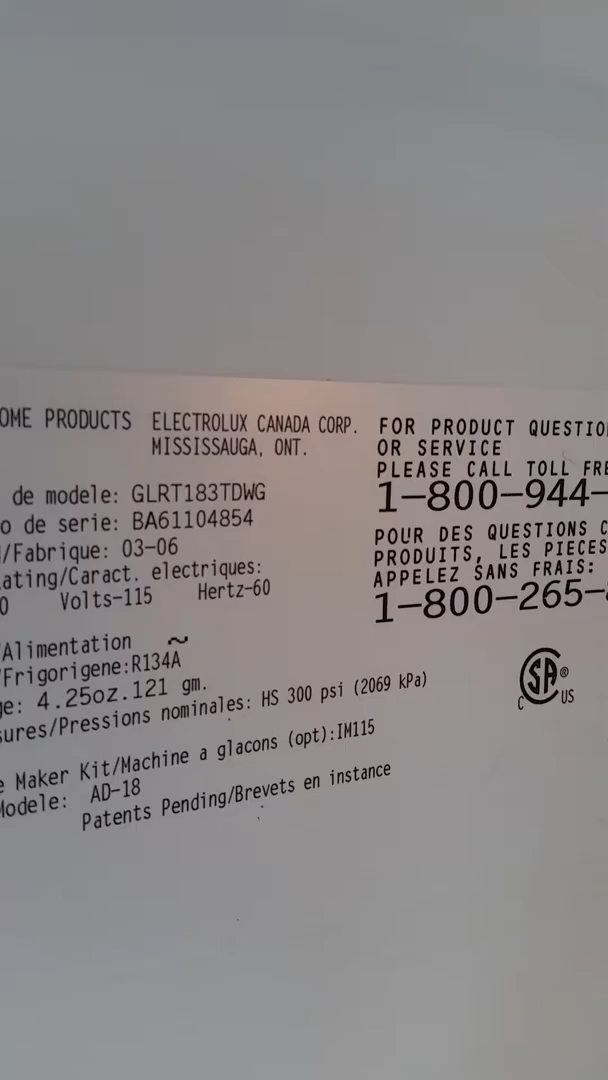 OME PRODUCTS ELECTROLUX CANADA CORP.
MISSISSAUGA, ONT.
de modele: GLRT183TDWG
o de serie: BA61104854
/Fabrique: 03-06
ating/Caract. electriques:
0 Volts-115 Hertz-60
Alimentation ~
Frigorigene:R134A
ge: 4.25oz.121 gm.
sures/Pressions nominales: HS 300 psi (2069 kPa)
e Maker Kit/Machine a glacons (opt):IM115
Modele: AD-18
Patents Pending/Brevets en instance
FOR PRODUCT QUESTIO
OR SERVICE
PLEASE CALL TOLL FRE
1-800-944-
POUR DES QUESTIONS C
PRODUITS, LES PIECES
APPELEZ SANS FRAIS:
1-800-265-
C SA ® US